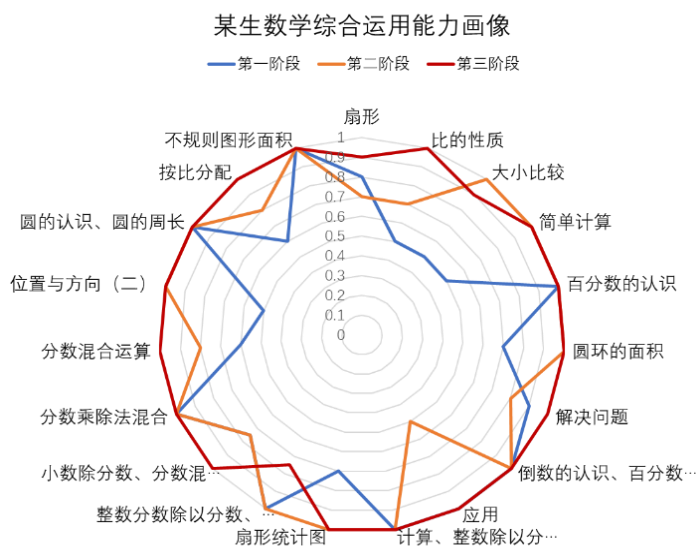 某生数学综合运用能力画像
第一阶段 第二阶段 第三阶段
扇形
不规则图形面积 1 比的性质
0.9
按比分配 0.8 大小比较
0.7
圆的认识、圆的周长 0.6 简单计算
0.5
0.4
位置与方向（二） 0.3 百分数的认识
0.2
0.1
分数混合运算 0 圆环的面积
分数乘除法混合 解决问题
小数除分数、分数混… 倒数的认识、百分数…
整数分数除以分数、… 应用
扇形统计图 计算、整数除以分…